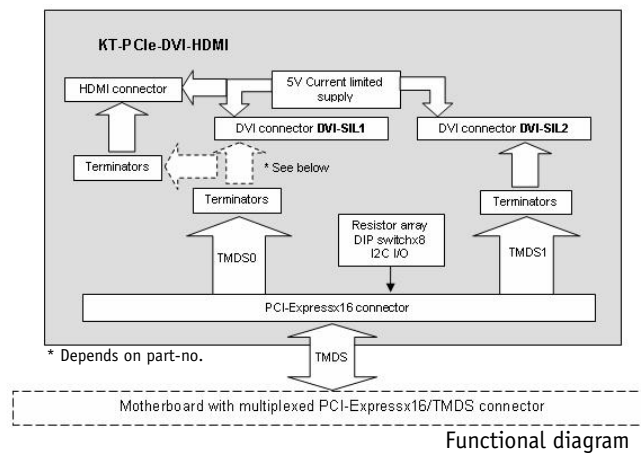 KT-PCIe-DVI-HDMI
HDMI connector
5V Current limited
supply
DVI connector DVI-SIL1
DVI connector DVI-SIL2
Terminators
* See below
Terminators
Terminators
TMDS0
Resistor array
DIP switchx8
I2C I/O
TMDS1
PCI-Expressx16 connector
* Depends on part-no.
TMDS
Motherboard with multiplexed PCI-Expressx16/TMDS connector
Functional diagram